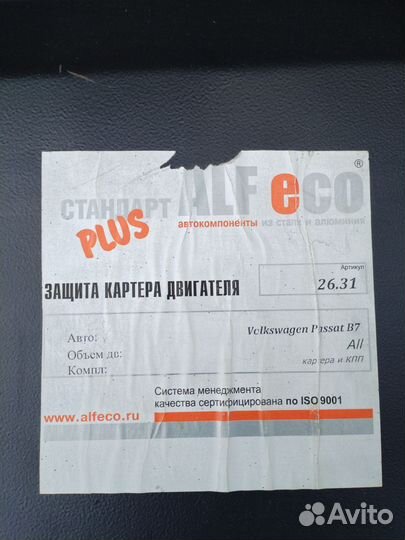 СТАНДАРТ ALF eco ®
PLUS
автокомпоненты из стали и алюминия
Артикул
ЗАЩИТА КАРТЕРА ДВИГАТЕЛЯ
26.31
Авто: Volkswagen Passat B7
Объем дв: All
Компл: картера и КПП
Система менеджмента
качества сертифицирована по ISO 9001
www.alfeco.ru
Avito